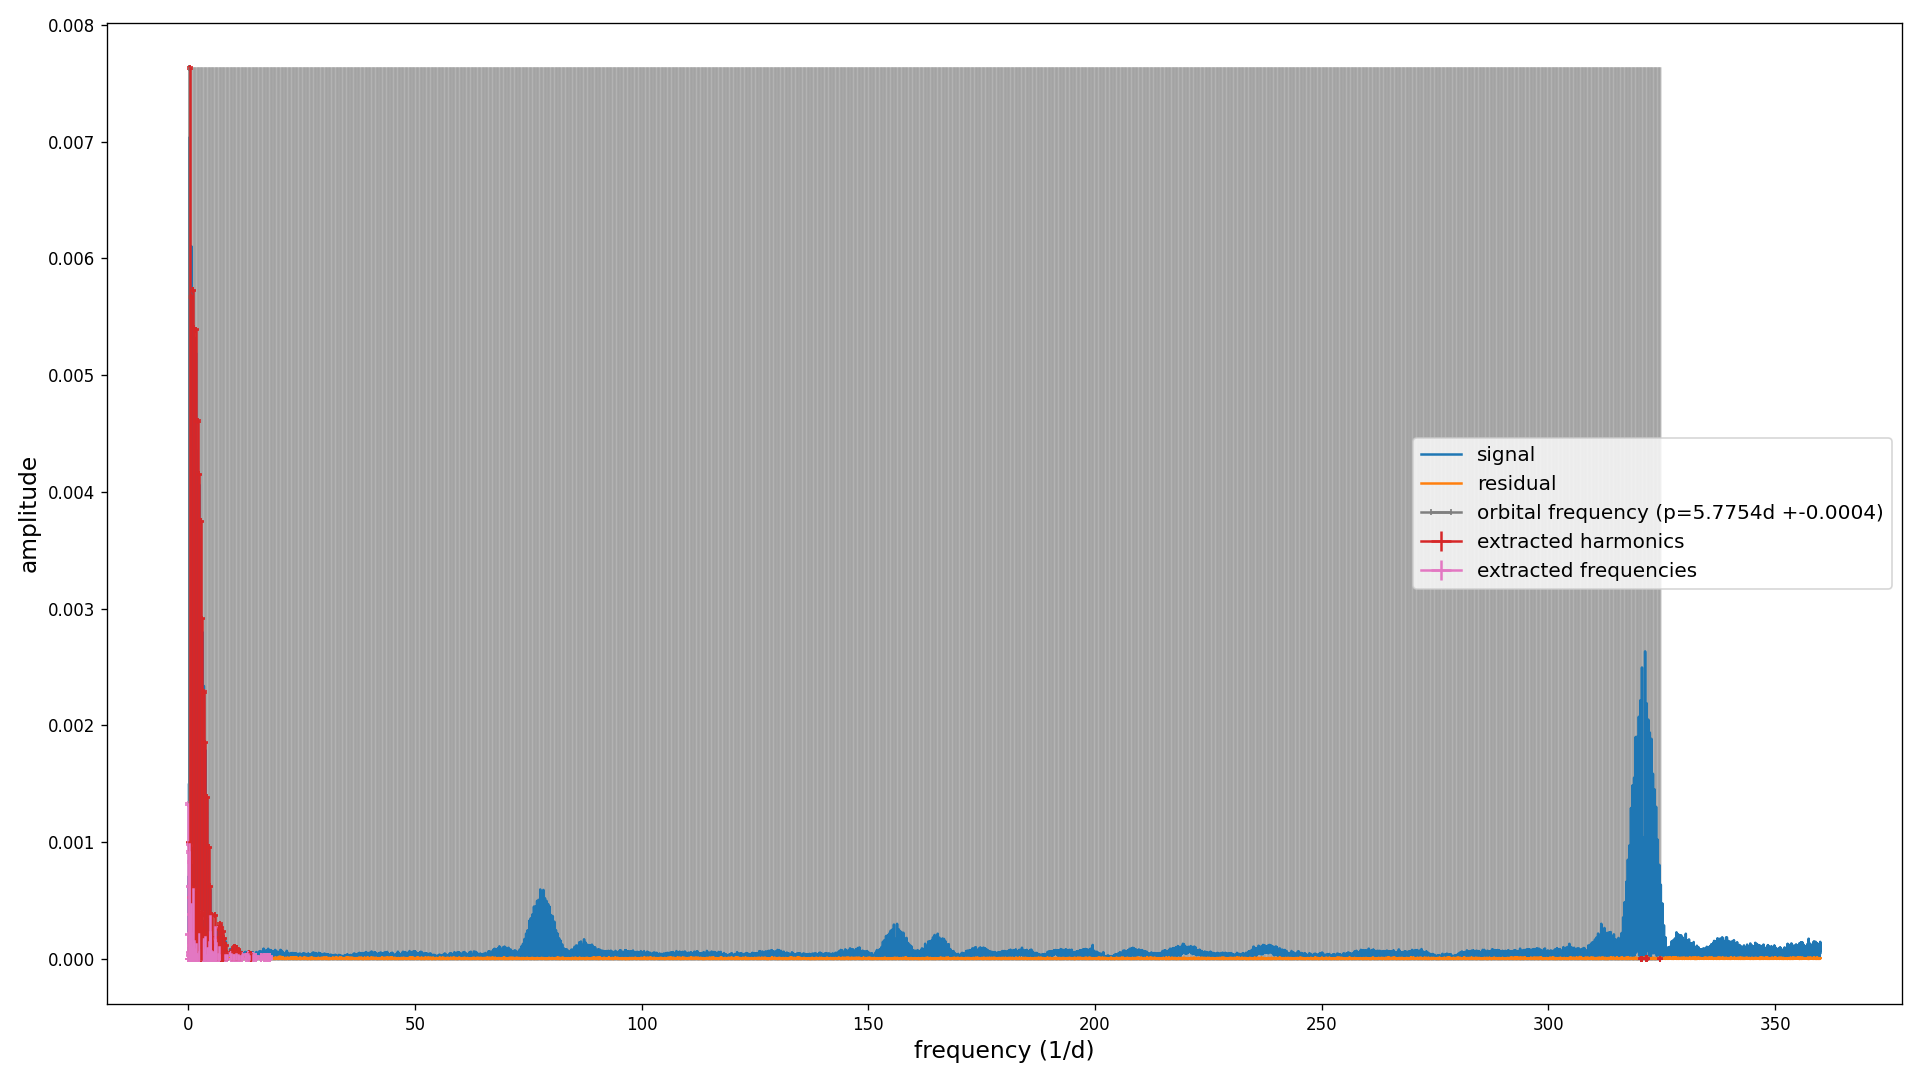 0.008
0.007
0.006
0.005
0.004
0.003
0.002
0.001
0.000
amplitude
signal
residual
orbital frequency (p=5.7754d +-0.0004)
extracted harmonics
extracted frequencies
0 50 100 150 200 250 300 350
frequency (1/d)